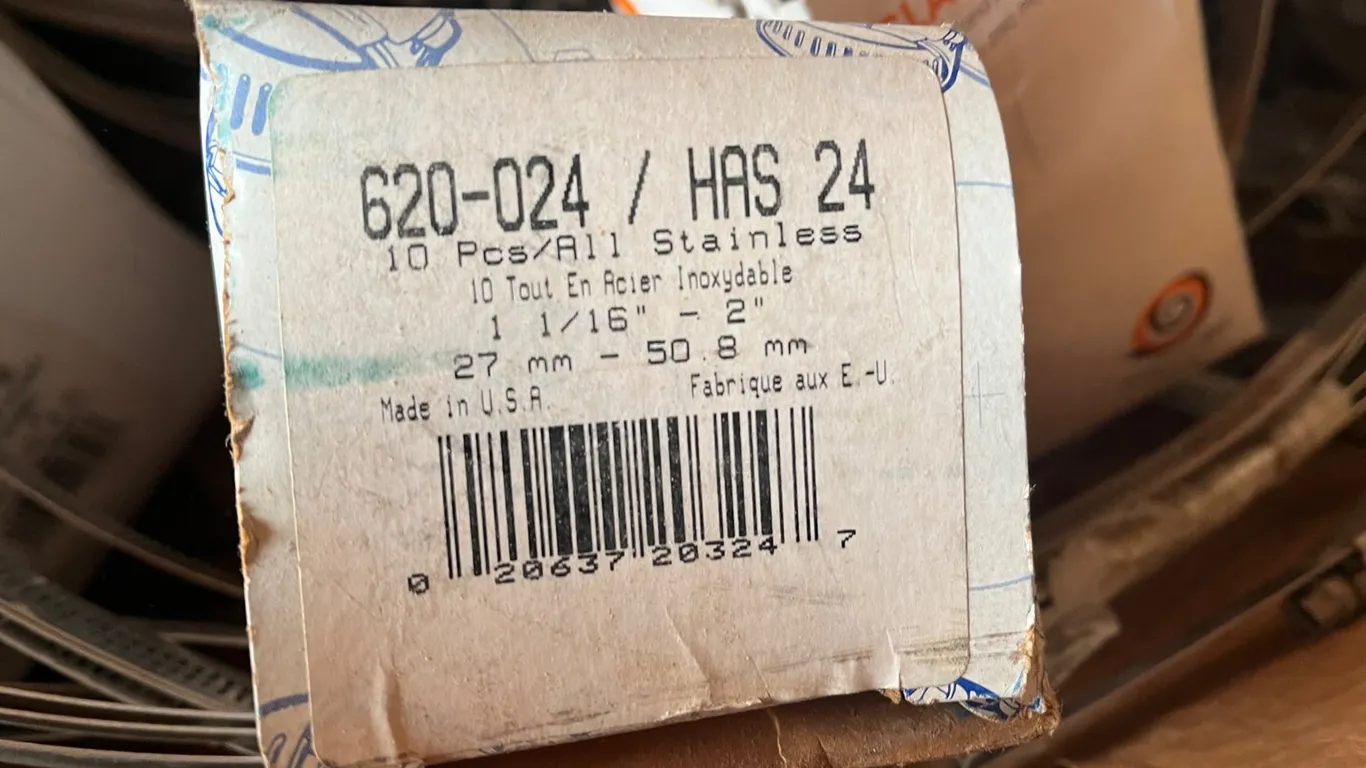 620-024 / HAS 24
10 Pcs/All Stainless
10 Tout En Acier Inoxydable
1 1/16" - 2"
27 mm - 50.8 mm
Made in U.S.A. Fabrique aux E.-U.
0 20637 20324 7